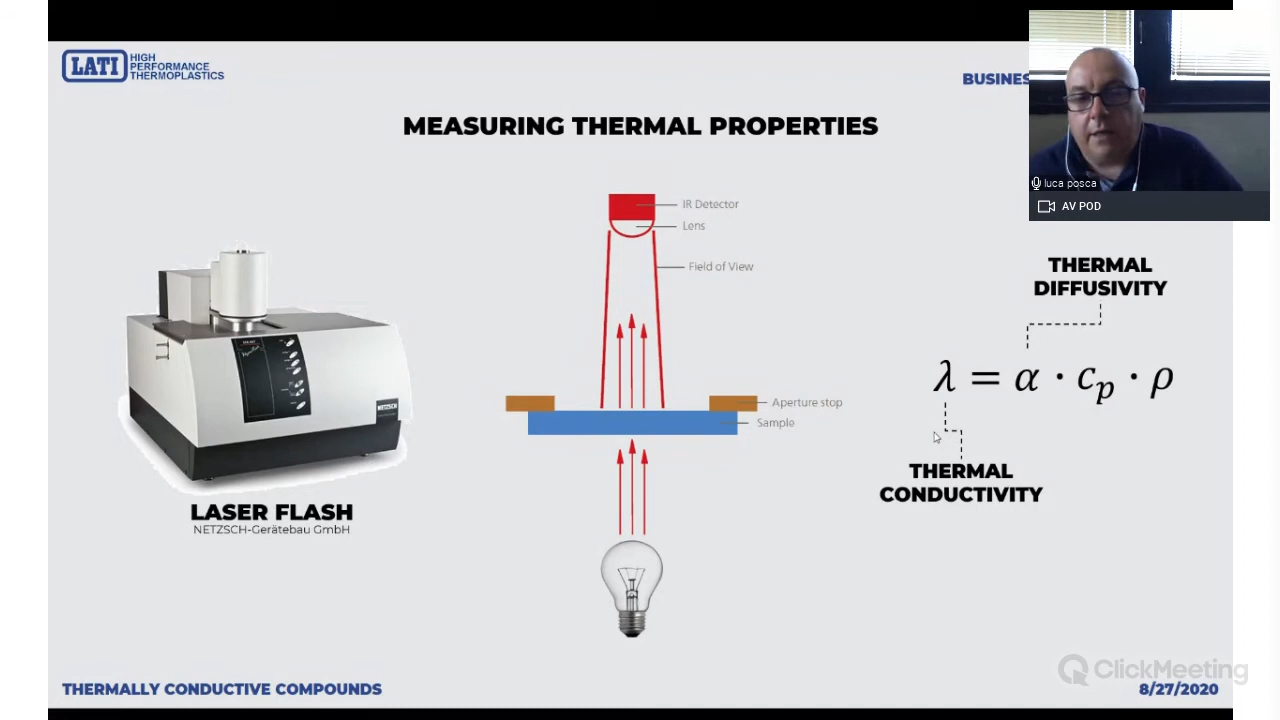 LATI
HIGH
PERFORMANCE
THERMOPLASTICS
BUSINES
MEASURING THERMAL PROPERTIES
luca posca
AV POD
IR Detector
Lens
Field of View
Aperture stop
Sample
NETZSCH
LASER FLASH
NETZSCH-Gerätebau GmbH
THERMAL
DIFFUSIVITY
λ = α · cₚ · ρ
THERMAL
CONDUCTIVITY
ClickMeeting
THERMALLY CONDUCTIVE COMPOUNDS
8/27/2020